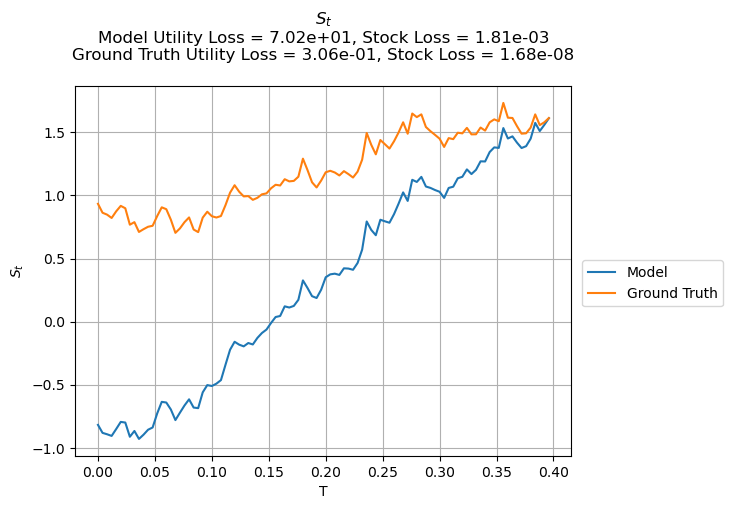 S_t
Model Utility Loss = 7.02e+01, Stock Loss = 1.81e-03
Ground Truth Utility Loss = 3.06e-01, Stock Loss = 1.68e-08
1.5
1.0
0.5
0.0
−0.5
−1.0
S_t
0.00 0.05 0.10 0.15 0.20 0.25 0.30 0.35 0.40
T
Model
Ground Truth